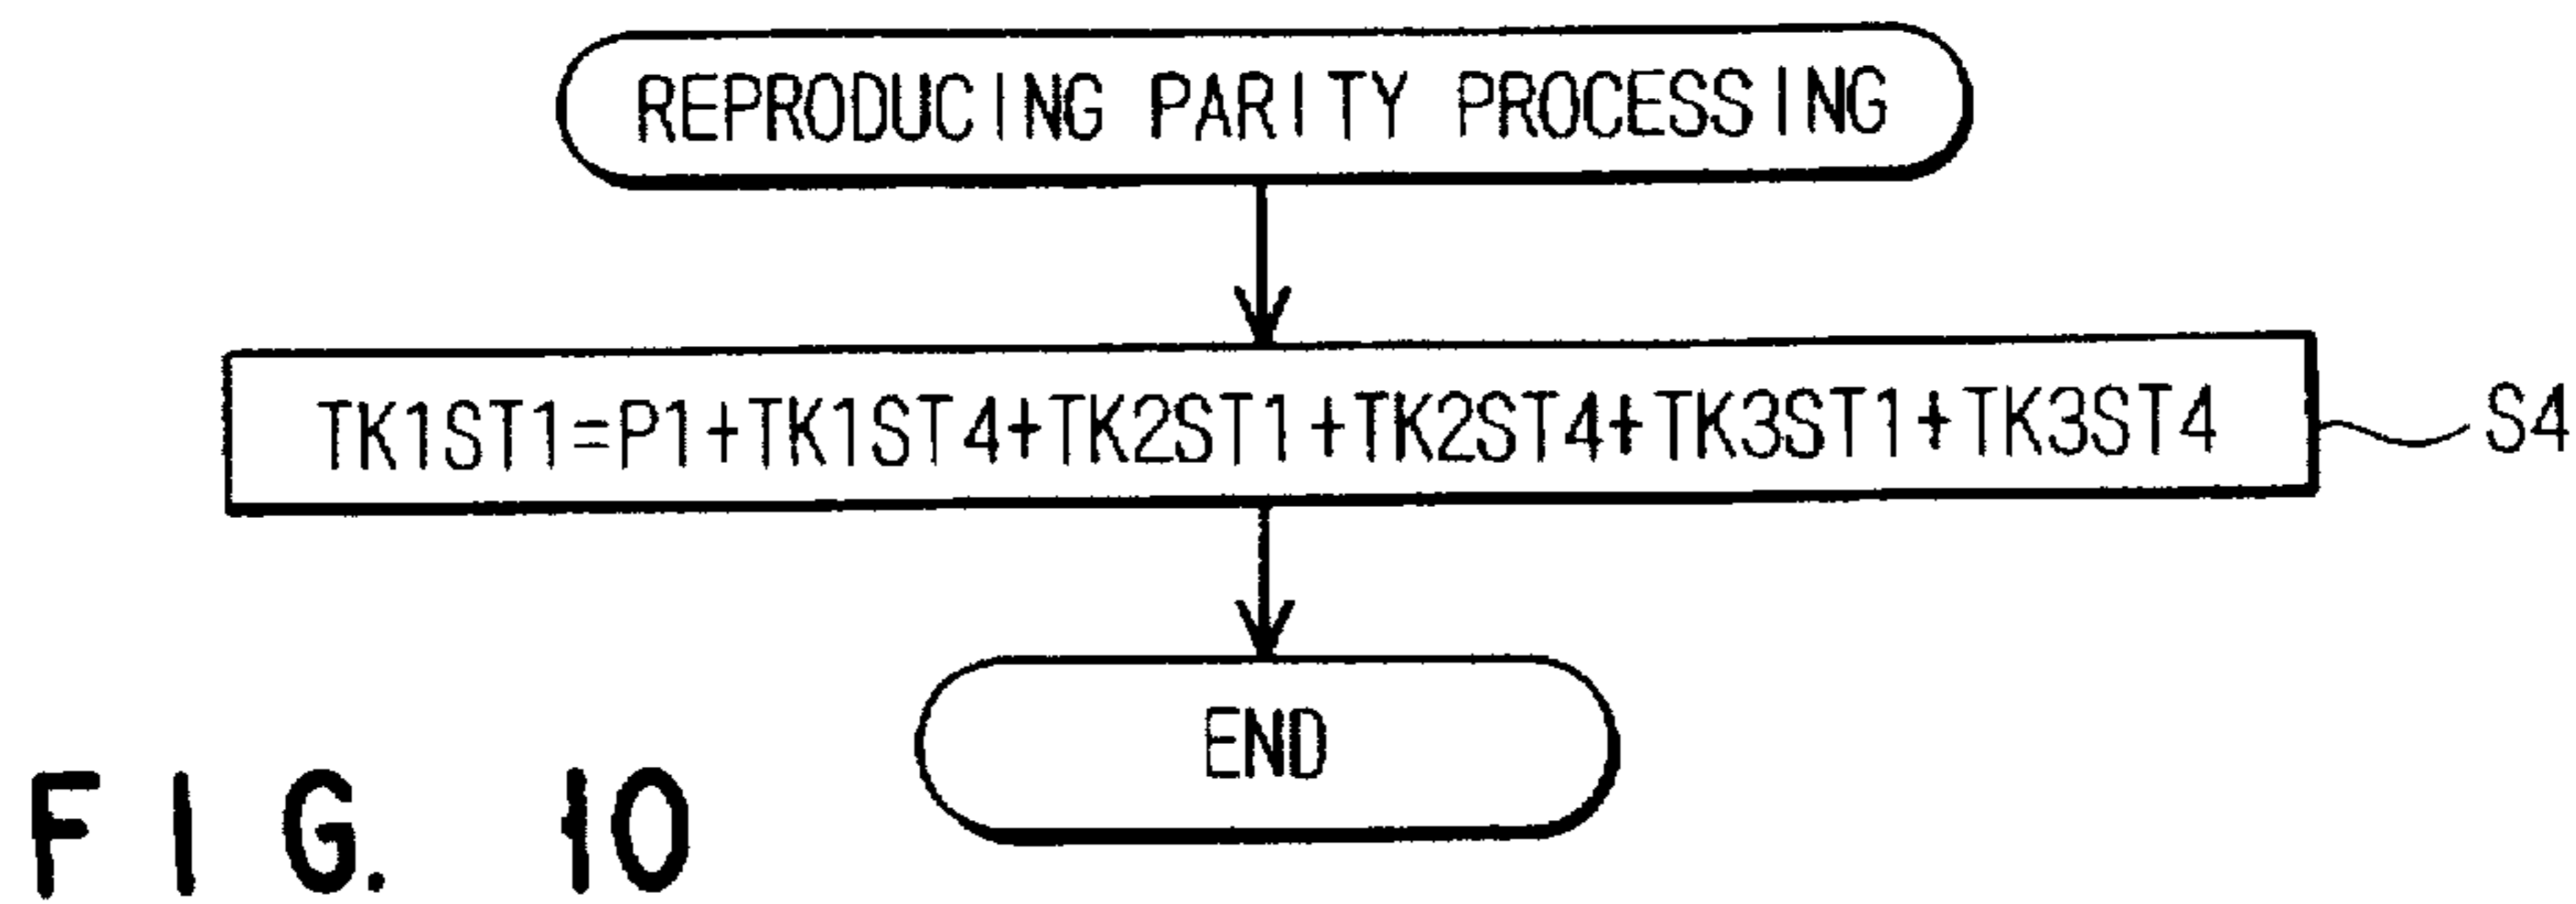 REPRODUCING PARITY PROCESSING
TK1ST1=P1+TK1ST4+TK2ST1+TK2ST4+TK3ST1+TK3ST4
S4
END
FIG. 10